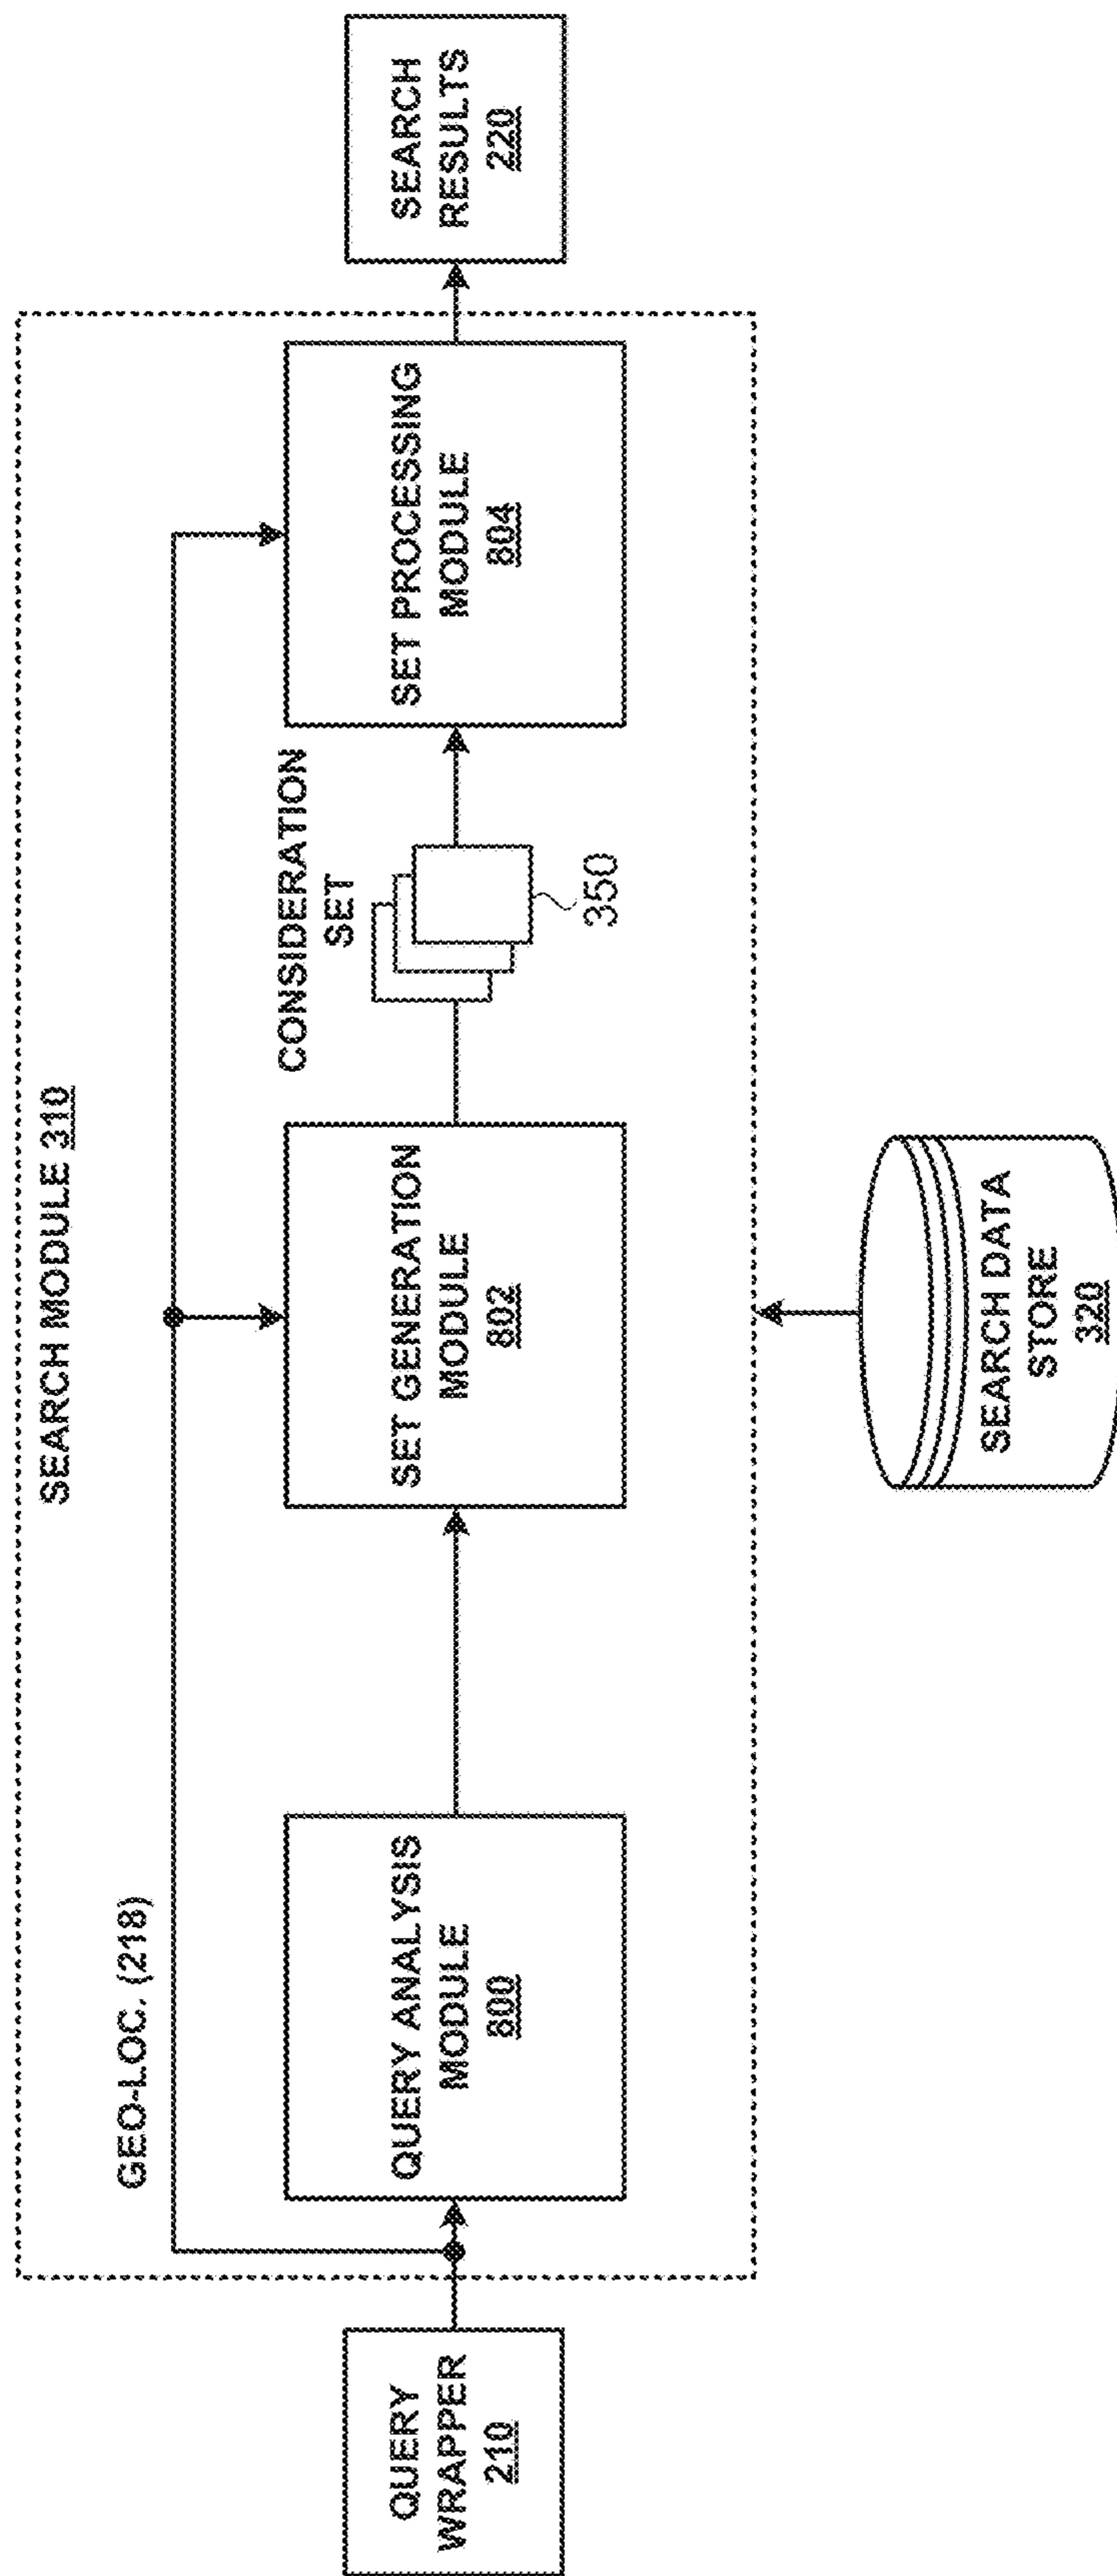 SEARCH MODULE 310
GEO-LOC. (218)
QUERY
WRAPPER
210
QUERY ANALYSIS
MODULE
800
SET GENERATION
MODULE
802
CONSIDERATION
SET
350
SET PROCESSING
MODULE
804
SEARCH
RESULTS
220
SEARCH DATA
STORE
320